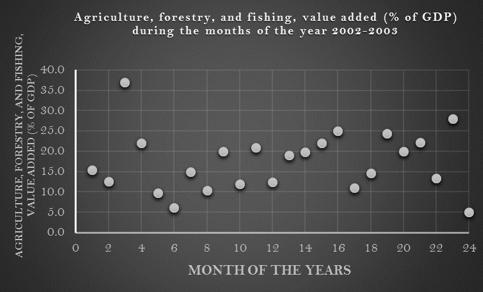 Agriculture, forestry, and fishing, value added (% of GDP)
during the months of the year 2002-2003
AGRICULTURE, FORESTRY, AND FISHING,
VALUE ADDED (% OF GDP)
40.0
35.0
30.0
25.0
20.0
15.0
10.0
5.0
0.0
0 2 4 6 8 10 12 14 16 18 20 22 24
MONTH OF THE YEARS